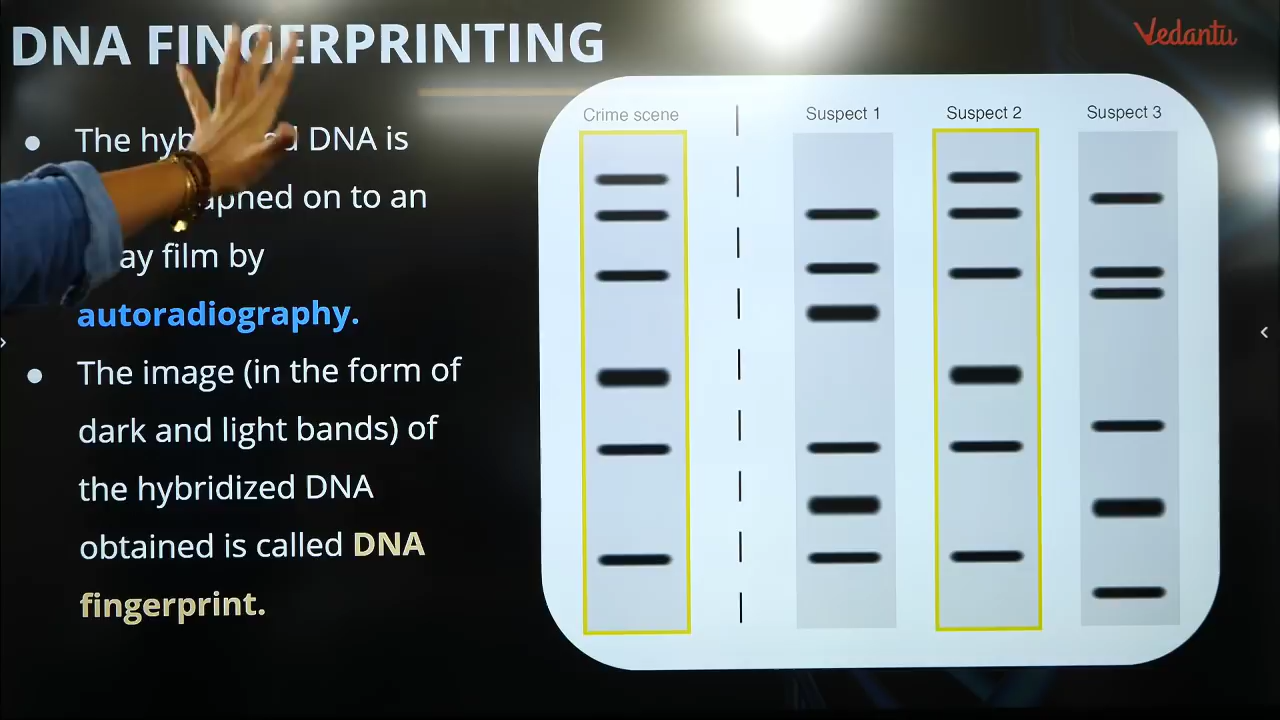 DNA FINGERPRINTING
Vedantu
The DNA is
on to an
film by
autoradiography.
The image (in the form of
dark and light bands) of
the hybridized DNA
obtained is called DNA
fingerprint.
Crime scene
Suspect 1
Suspect 2
Suspect 3